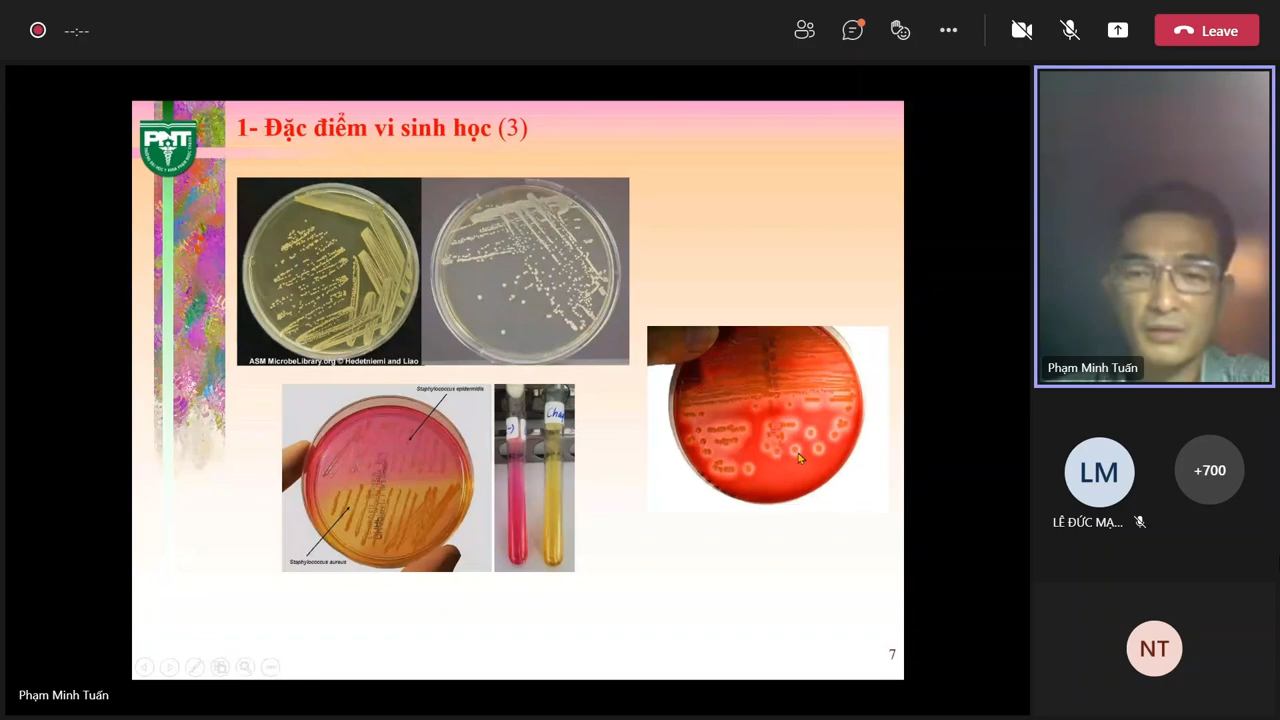 --:--
Leave
1- Đặc điểm vi sinh học (3)
PNT
ASM MicrobeLibrary.org © Hedetniemi and Liao
Staphylococcus epidermidis
Staphylococcus aureus
7
Phạm Minh Tuấn
Phạm Minh Tuấn
LM
+700
LÊ ĐỨC MẠ...
NT